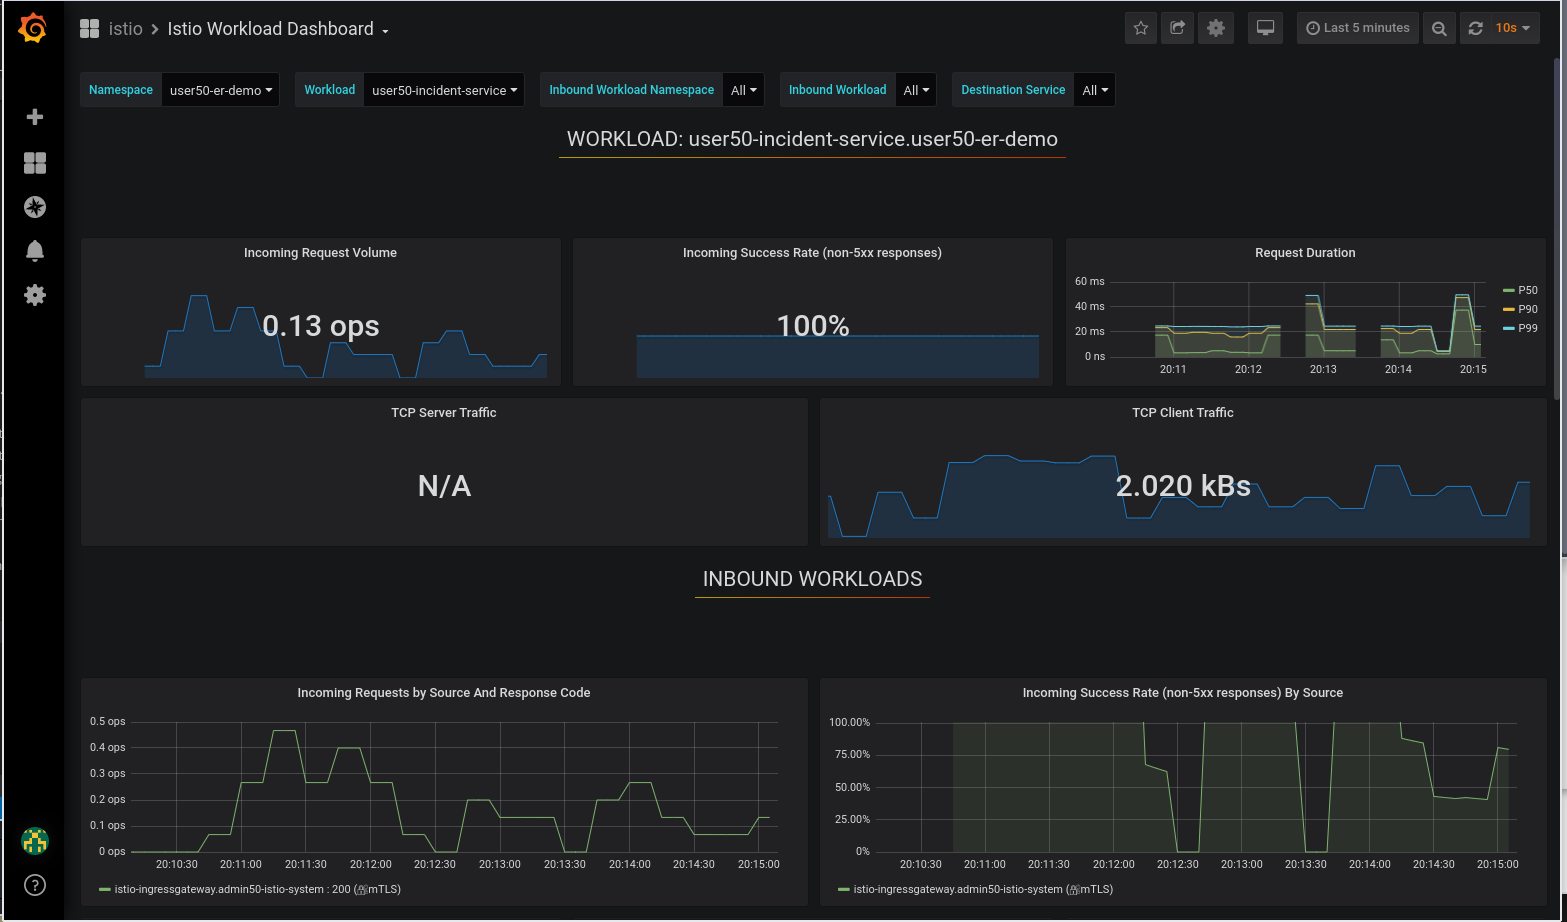 istio > Istio Workload Dashboard
Last 5 minutes 10s
Namespace user50-er-demo Workload user50-incident-service Inbound Workload Namespace All Inbound Workload All Destination Service All
WORKLOAD: user50-incident-service.user50-er-demo
Incoming Request Volume
0.13 ops
Incoming Success Rate (non-5xx responses)
100%
Request Duration
60 ms
40 ms
20 ms
0 ns
20:11 20:12 20:13 20:14 20:15
P50
P90
P99
TCP Server Traffic
N/A
TCP Client Traffic
2.020 kBs
INBOUND WORKLOADS
Incoming Requests by Source And Response Code
0.5 ops
0.4 ops
0.3 ops
0.2 ops
0.1 ops
0 ops
20:10:30 20:11:00 20:11:30 20:12:00 20:12:30 20:13:00 20:13:30 20:14:00 20:14:30 20:15:00
istio-ingressgateway.admin50-istio-system : 200 (mTLS)
Incoming Success Rate (non-5xx responses) By Source
100.00%
75.00%
50.00%
25.00%
0%
20:10:30 20:11:00 20:11:30 20:12:00 20:12:30 20:13:00 20:13:30 20:14:00 20:14:30 20:15:00
istio-ingressgateway.admin50-istio-system (mTLS)